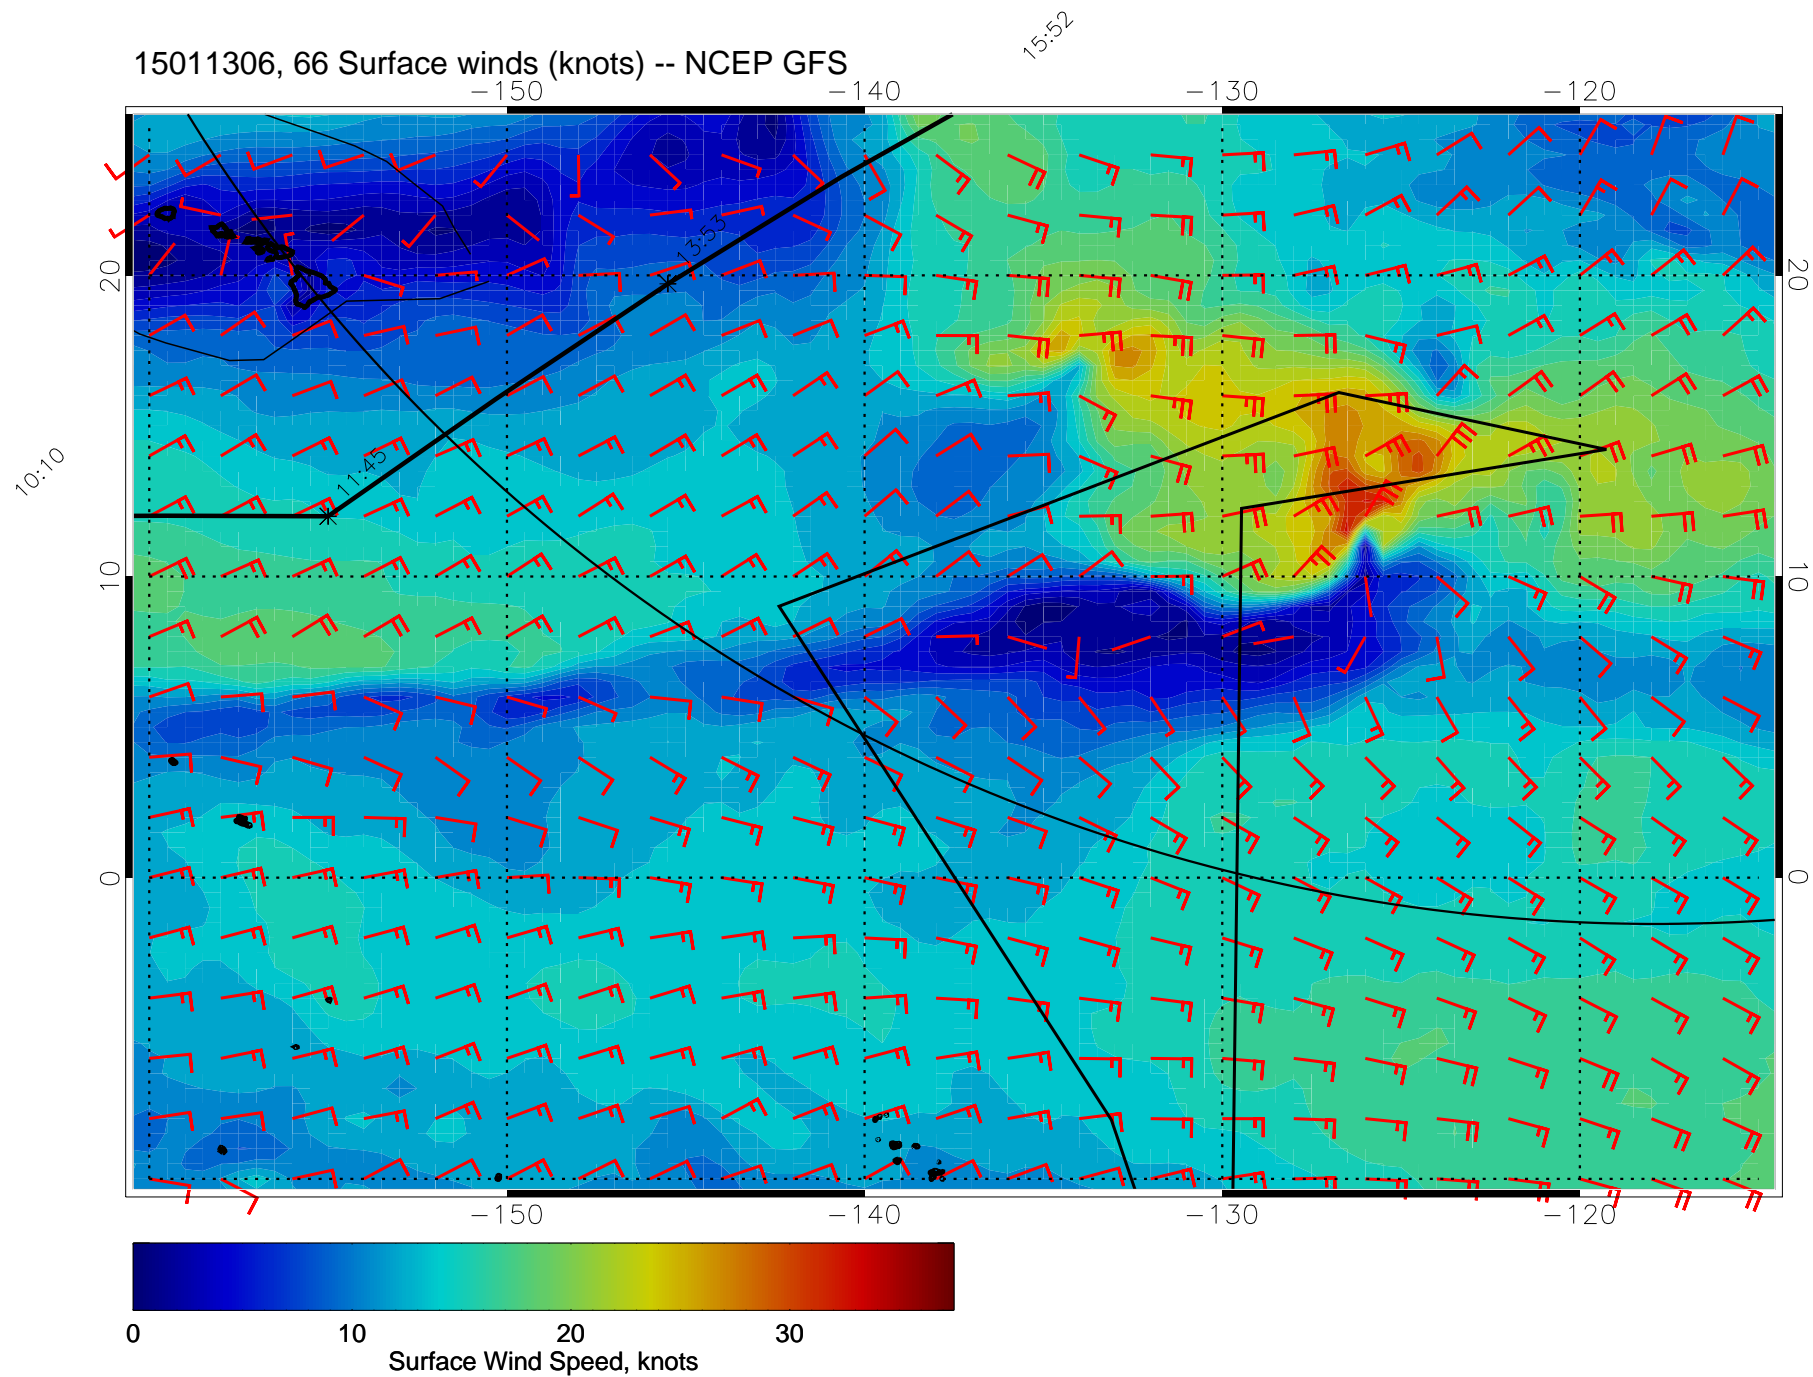 15:52
15011306, 66 Surface winds (knots) -- NCEP GFS
-150 -140 -130 -120
13:53
20 20
11:45
10:10
10 10
0 0
-150 -140 -130 -120
0 10 20 30
Surface Wind Speed, knots